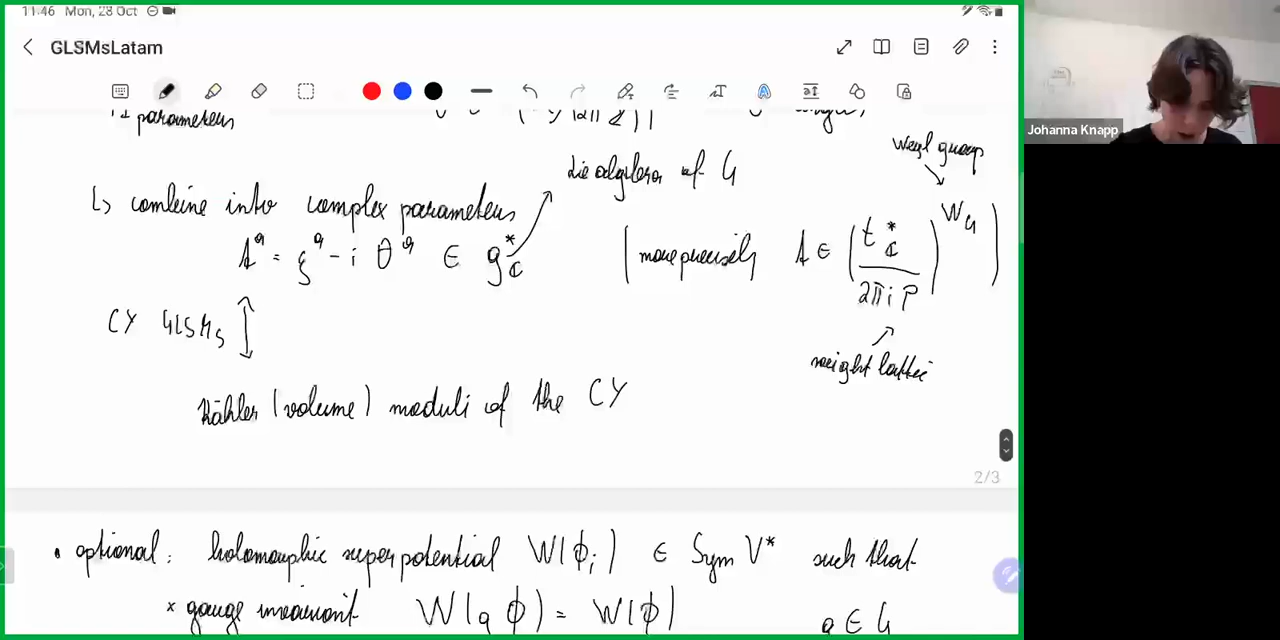 11:46 Mon, 28 Oct
GLSMsLatam
Johanna Knapp
parameters
Weyl group
Lie algebra of G
↳ combine into complex parameters
t^a = ζ^a - i θ^a ∈ g^*_C
(more precisely t ∈ (t^*_C / 2πi P)^{W_G})
CY GLSMs ↕
weight lattice
Kähler (volume) moduli of the CY
2/3
• optional: holomorphic superpotential W(ϕ_i) ∈ Sym V* such that
× gauge invariant W(g ϕ) = W(ϕ) g ∈ G